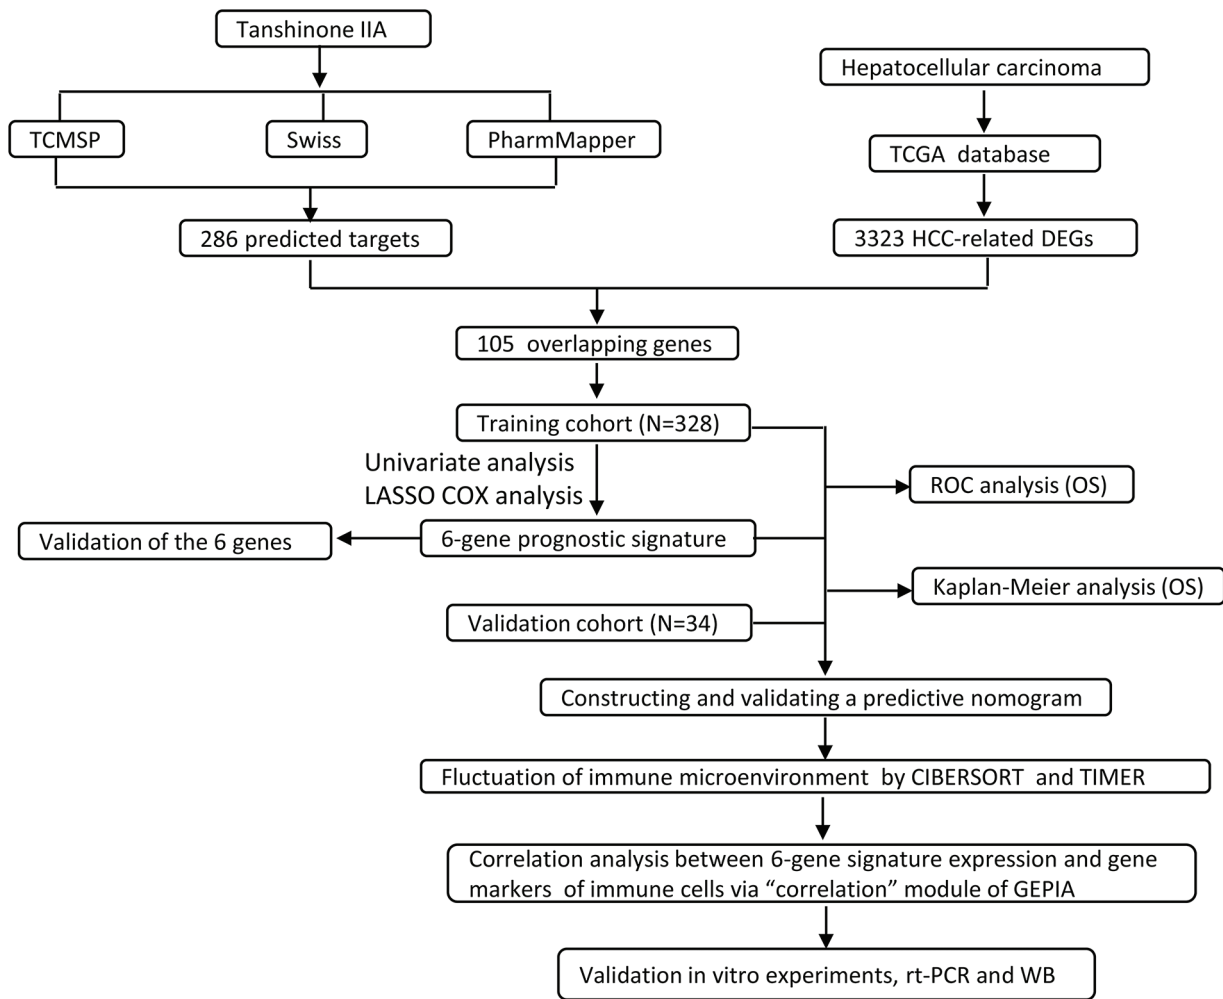 Tanshinone IIA
Hepatocellular carcinoma
TCMSP
Swiss
PharmMapper
TCGA database
286 predicted targets
3323 HCC-related DEGs
105 overlapping genes
Training cohort (N=328)
Univariate analysis
LASSO COX analysis
ROC analysis (OS)
Validation of the 6 genes
6-gene prognostic signature
Kaplan-Meier analysis (OS)
Validation cohort (N=34)
Constructing and validating a predictive nomogram
Fluctuation of immune microenvironment by CIBERSORT and TIMER
Correlation analysis between 6-gene signature expression and gene
markers of immune cells via “correlation” module of GEPIA
Validation in vitro experiments, rt-PCR and WB